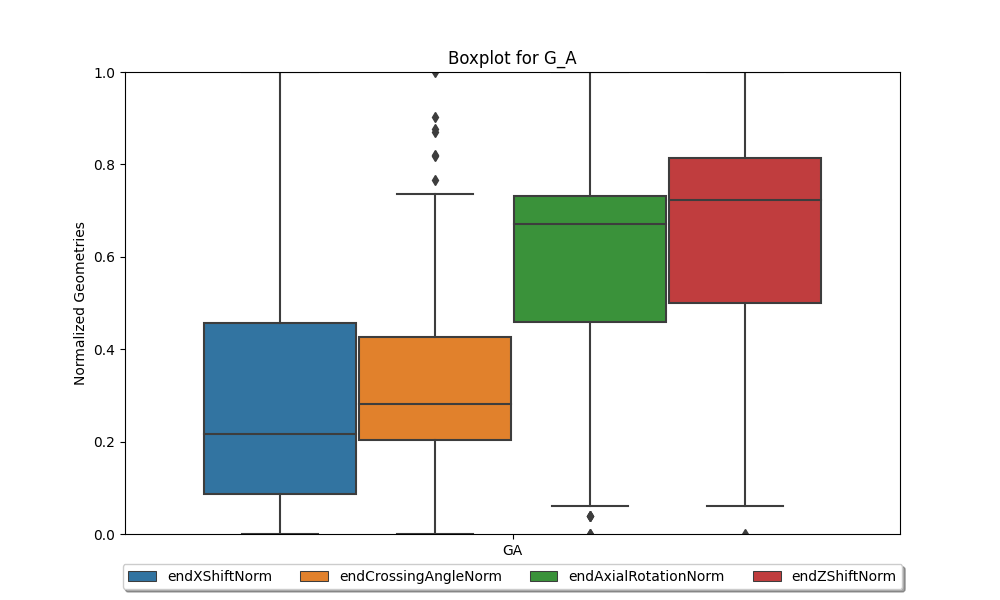 Boxplot for G_A
1.0
0.8
0.6
0.4
0.2
0.0
Normalized Geometries
GA
endXShiftNorm endCrossingAngleNorm endAxialRotationNorm endZShiftNorm